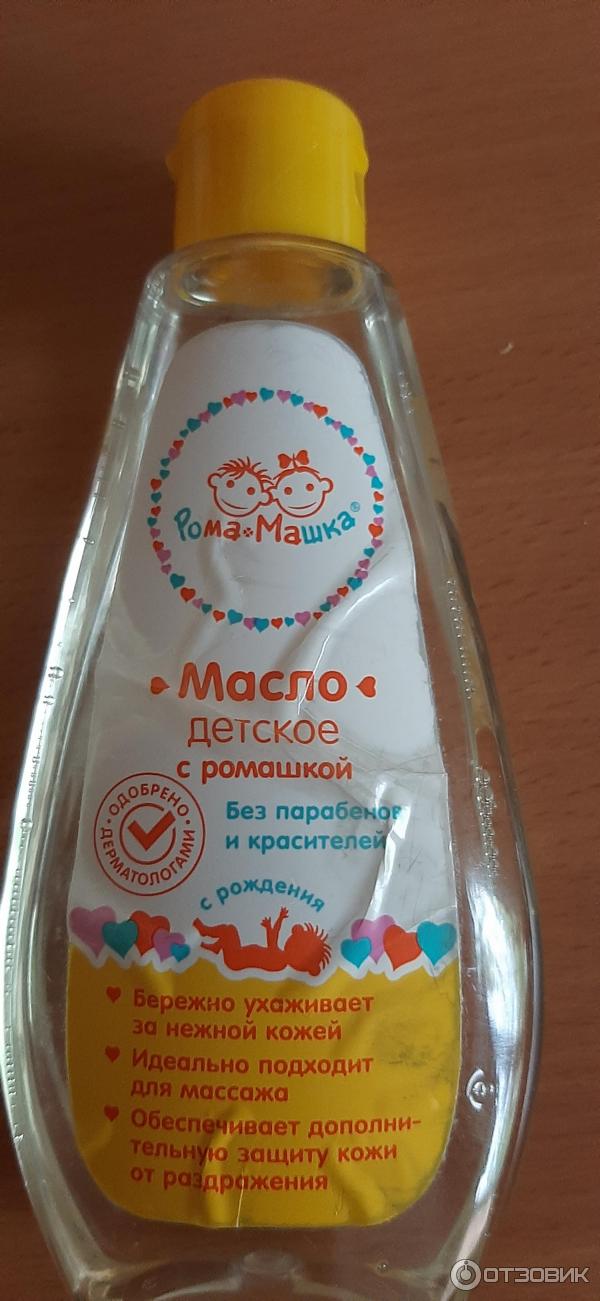 Рома Машка®
Масло
детское
с ромашкой
ОДОБРЕНО
ДЕРМАТОЛОГАМИ
Без парабенов
и красителей
с рождения
Бережно ухаживает
за нежной кожей
Идеально подходит
для массажа
Обеспечивает дополни-
тельную защиту кожи
от раздражения
ОТЗОВИК